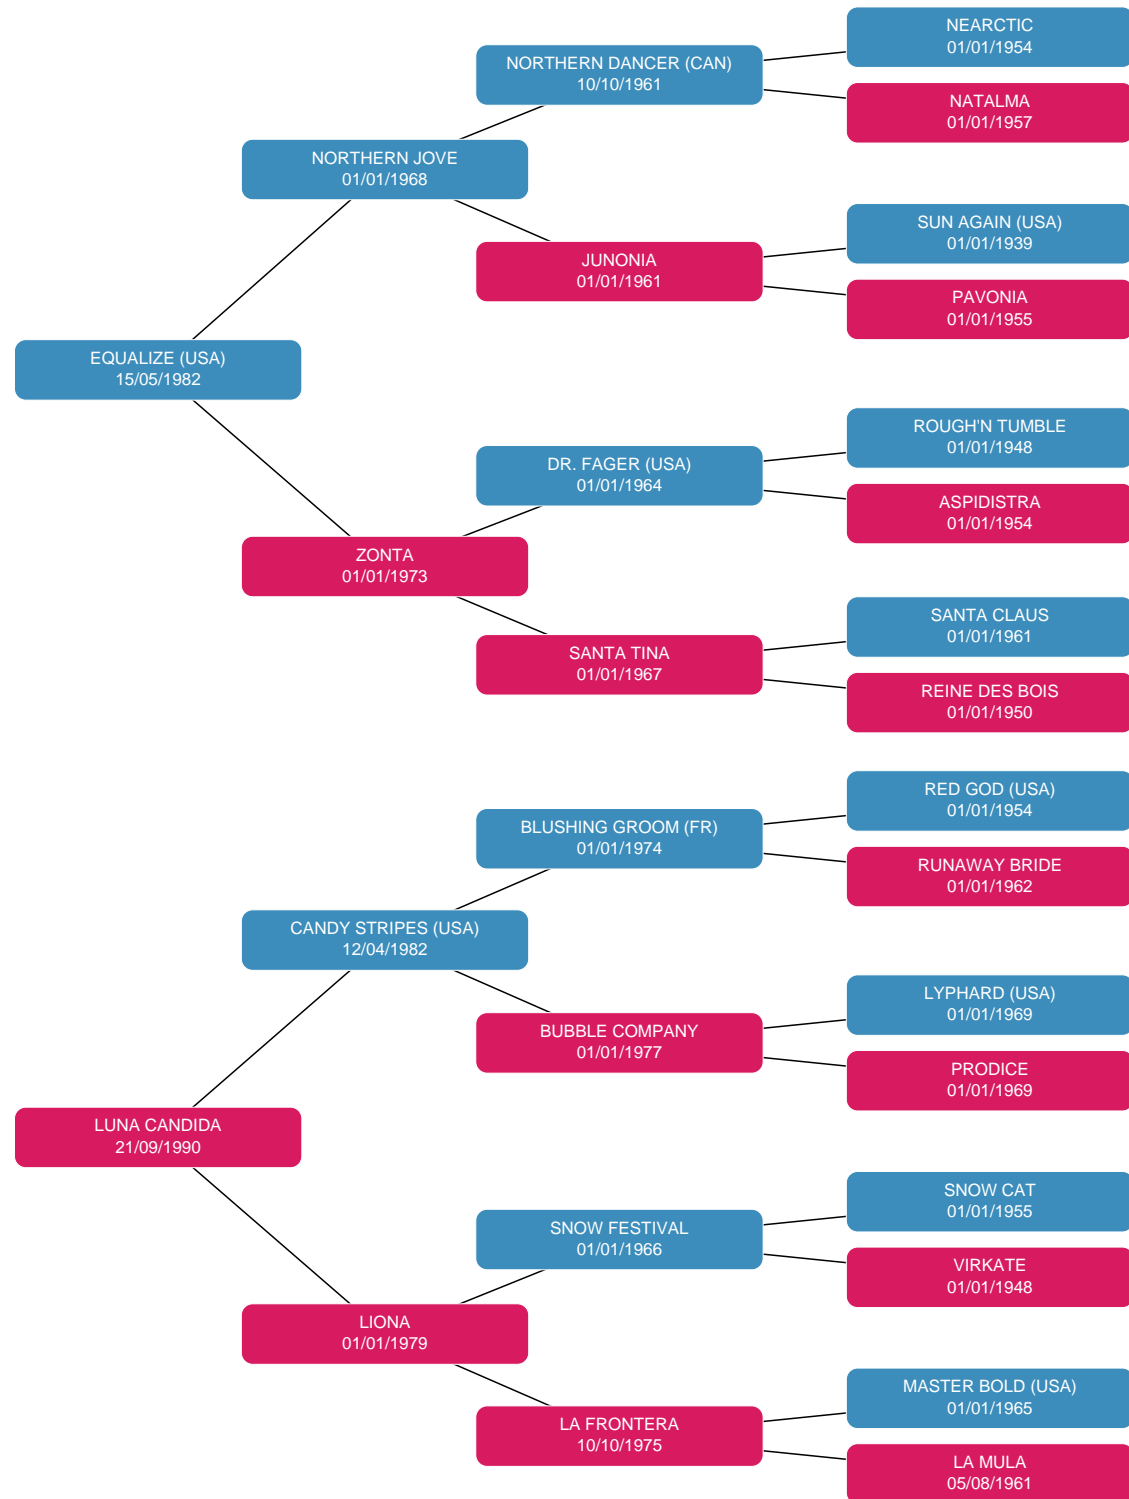 NEARCTIC
01/01/1954
NORTHERN DANCER (CAN)
10/10/1961
NATALMA
01/01/1957
NORTHERN JOVE
01/01/1968
SUN AGAIN (USA)
01/01/1939
JUNONIA
01/01/1961
PAVONIA
01/01/1955
EQUALIZE (USA)
15/05/1982
ROUGH'N TUMBLE
01/01/1948
DR. FAGER (USA)
01/01/1964
ASPIDISTRA
01/01/1954
ZONTA
01/01/1973
SANTA CLAUS
01/01/1961
SANTA TINA
01/01/1967
REINE DES BOIS
01/01/1950
RED GOD (USA)
01/01/1954
BLUSHING GROOM (FR)
01/01/1974
RUNAWAY BRIDE
01/01/1962
CANDY STRIPES (USA)
12/04/1982
LYPHARD (USA)
01/01/1969
BUBBLE COMPANY
01/01/1977
PRODICE
01/01/1969
LUNA CANDIDA
21/09/1990
SNOW CAT
01/01/1955
SNOW FESTIVAL
01/01/1966
VIRKATE
01/01/1948
LIONA
01/01/1979
MASTER BOLD (USA)
01/01/1965
LA FRONTERA
10/10/1975
LA MULA
05/08/1961